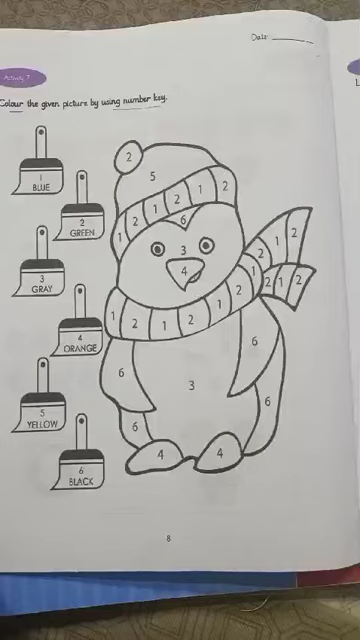 Date: 
Activity 7
Colour the given picture by using number key.
1
BLUE
2
GREEN
3
GRAY
4
ORANGE
5
YELLOW
6
BLACK
2
5
1 2 1 2 1 2
6
3
4
1 2 1 2 1 2 1 2 1 2
2 1 2
6
6
3
6
6
4
4
8
L